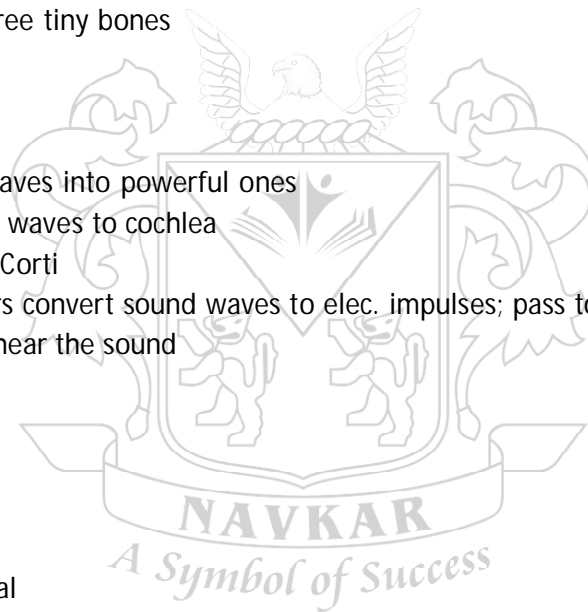 ree tiny bones
aves into powerful ones
waves to cochlea
Corti
rs convert sound waves to elec. impulses; pass to
hear the sound
NAVKAR
A Symbol of Success
al